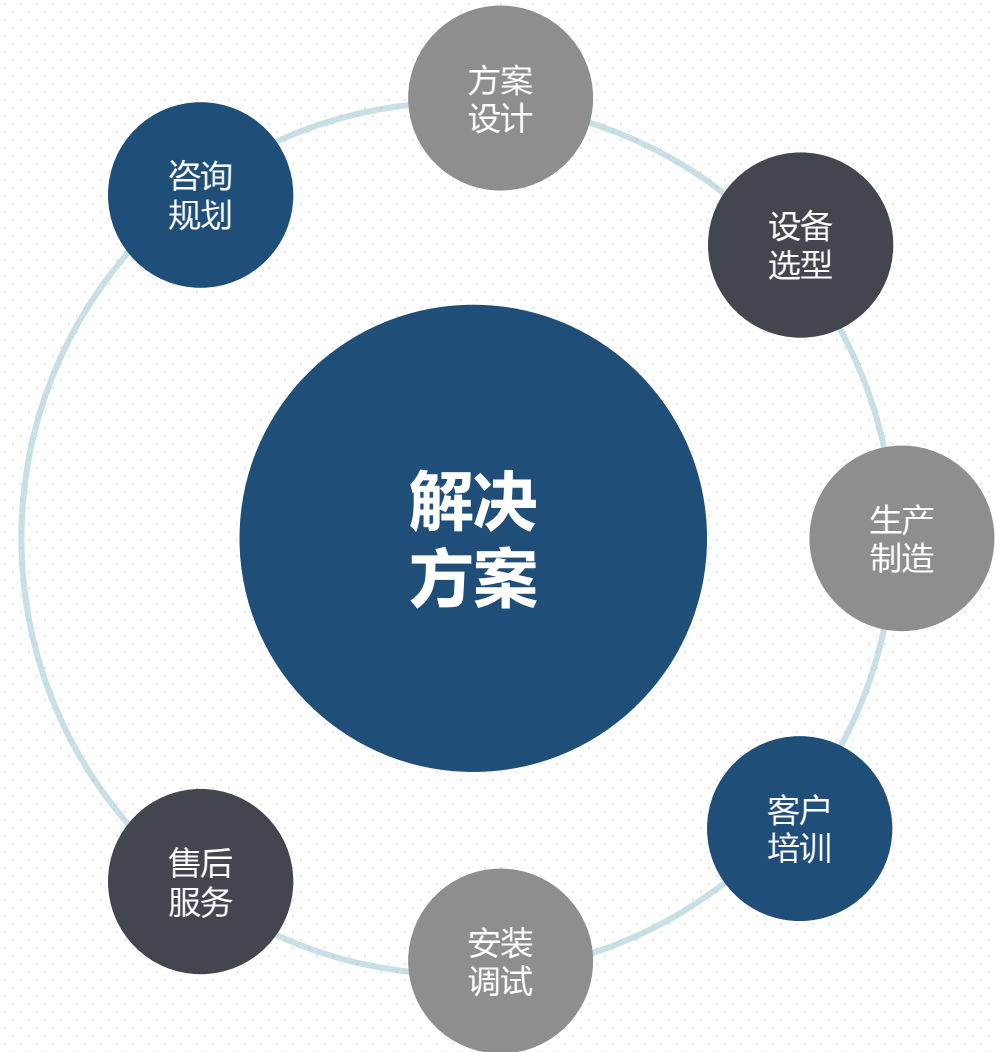 方案
设计
咨询
规划
设备
选型
解决
方案
生产
制造
客户
培训
售后
服务
安装
调试